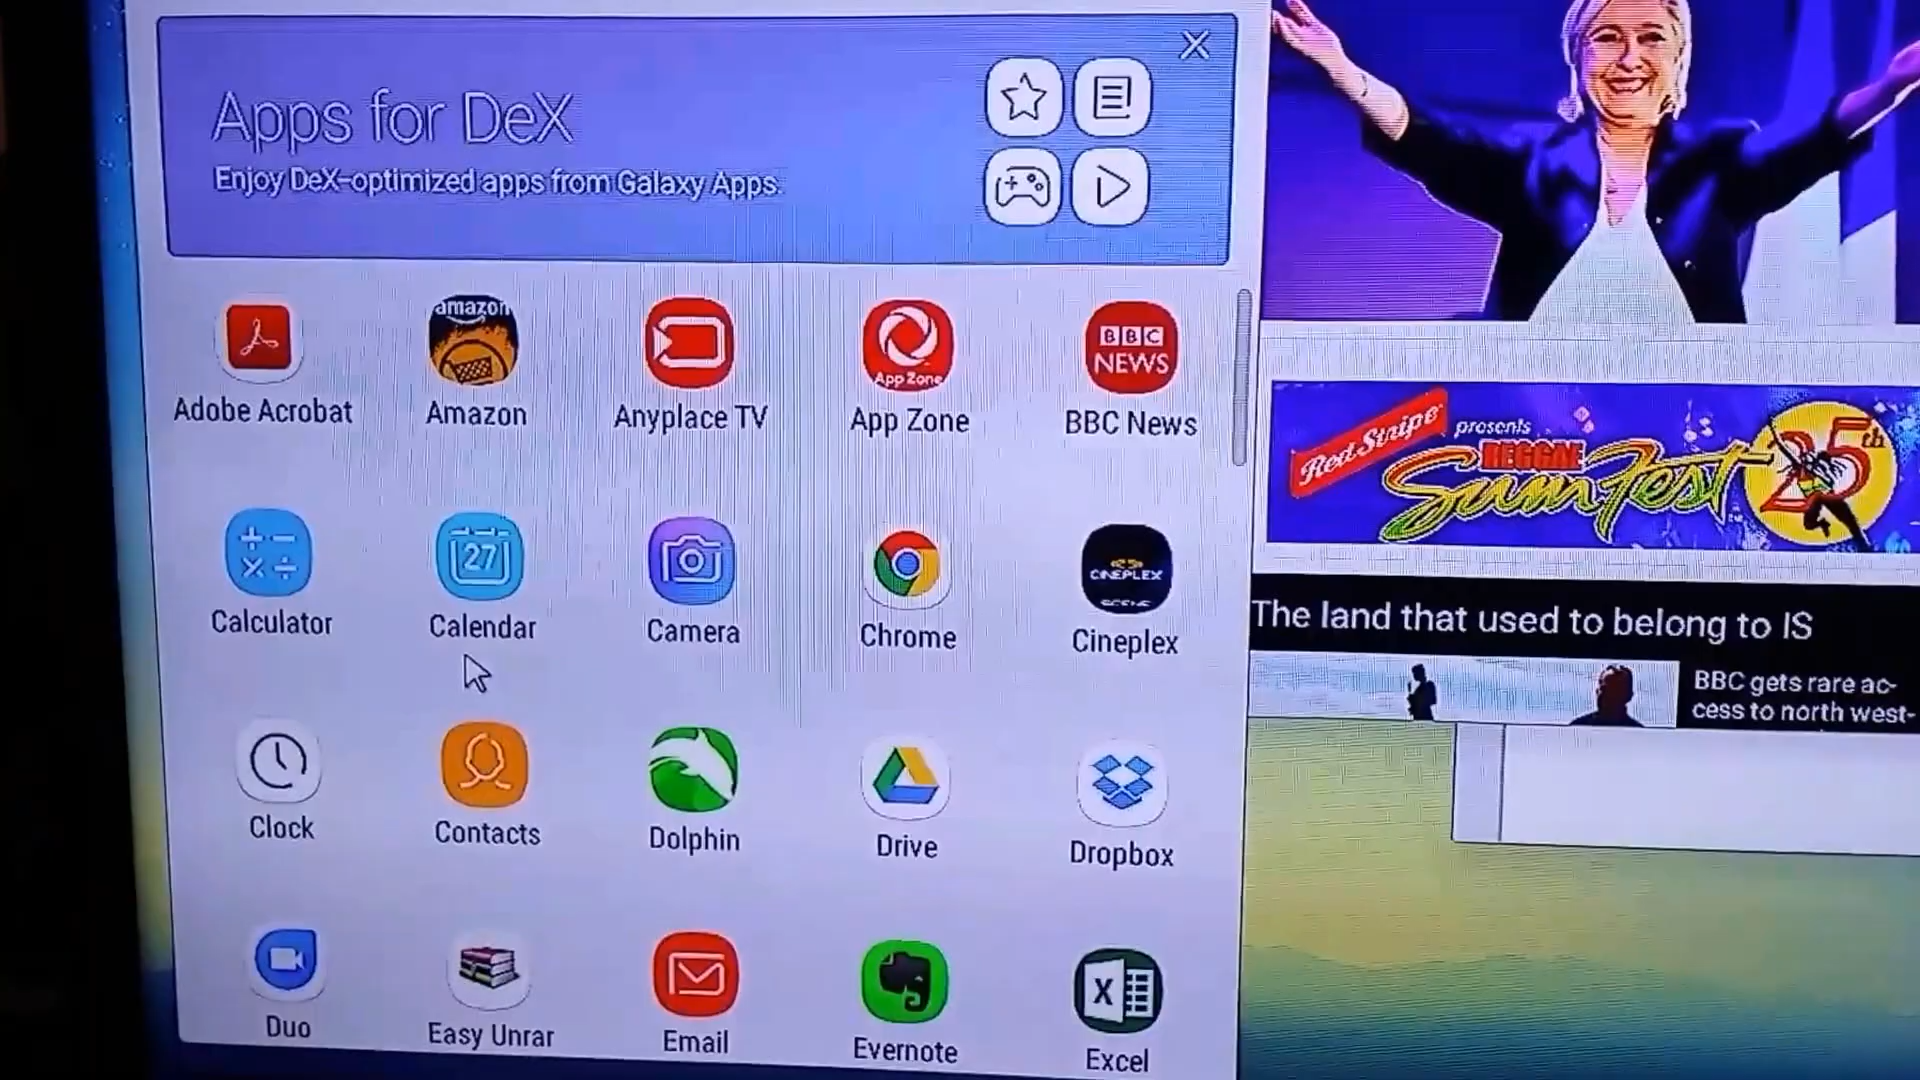 Apps for DeX
Enjoy DeX-optimized apps from Galaxy Apps.
amazon
App Zone
BBC
NEWS
Adobe Acrobat
Amazon
Anyplace TV
App Zone
BBC News
Red Stripe
presents
REGGAE
Sumfest
25th
27
CINEPLEX
SCENE
Calculator
Calendar
Camera
Chrome
Cineplex
The land that used to belong to IS
BBC gets rare ac-
cess to north west-
Clock
Contacts
Dolphin
Drive
Dropbox
X
Duo
Easy Unrar
Email
Evernote
Excel